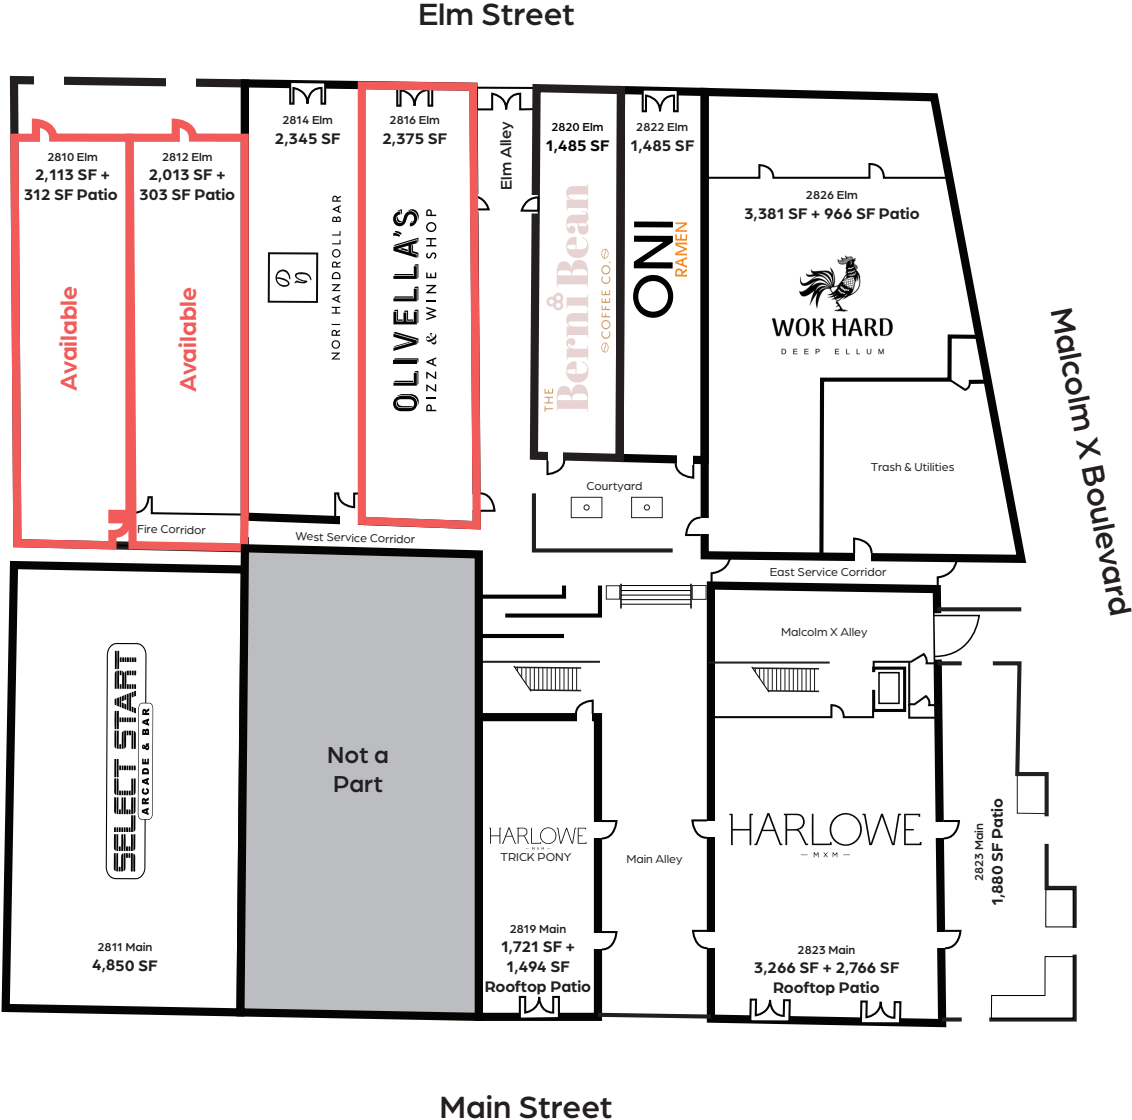 Elm Street
2810 Elm
2,113 SF +
312 SF Patio
Available
2812 Elm
2,013 SF +
303 SF Patio
Available
Fire Corridor
2814 Elm
2,345 SF
NORI HANDROLL BAR
2816 Elm
2,375 SF
OLIVELLA'S
PIZZA & WINE SHOP
West Service Corridor
Elm Alley
2820 Elm
1,485 SF
THE
Berni Bean
COFFEE CO.
2822 Elm
1,485 SF
ONI
RAMEN
Courtyard
2826 Elm
3,381 SF + 966 SF Patio
WOK HARD
DEEP ELLUM
Trash & Utilities
Malcolm X Boulevard
East Service Corridor
Malcolm X Alley
SELECT START
ARCADE & BAR
2811 Main
4,850 SF
Not a
Part
HARLOWE
MXM
TRICK PONY
2819 Main
1,721 SF +
1,494 SF
Rooftop Patio
Main Alley
HARLOWE
MXM
2823 Main
3,266 SF + 2,766 SF
Rooftop Patio
2823 Main
1,880 SF Patio
Main Street